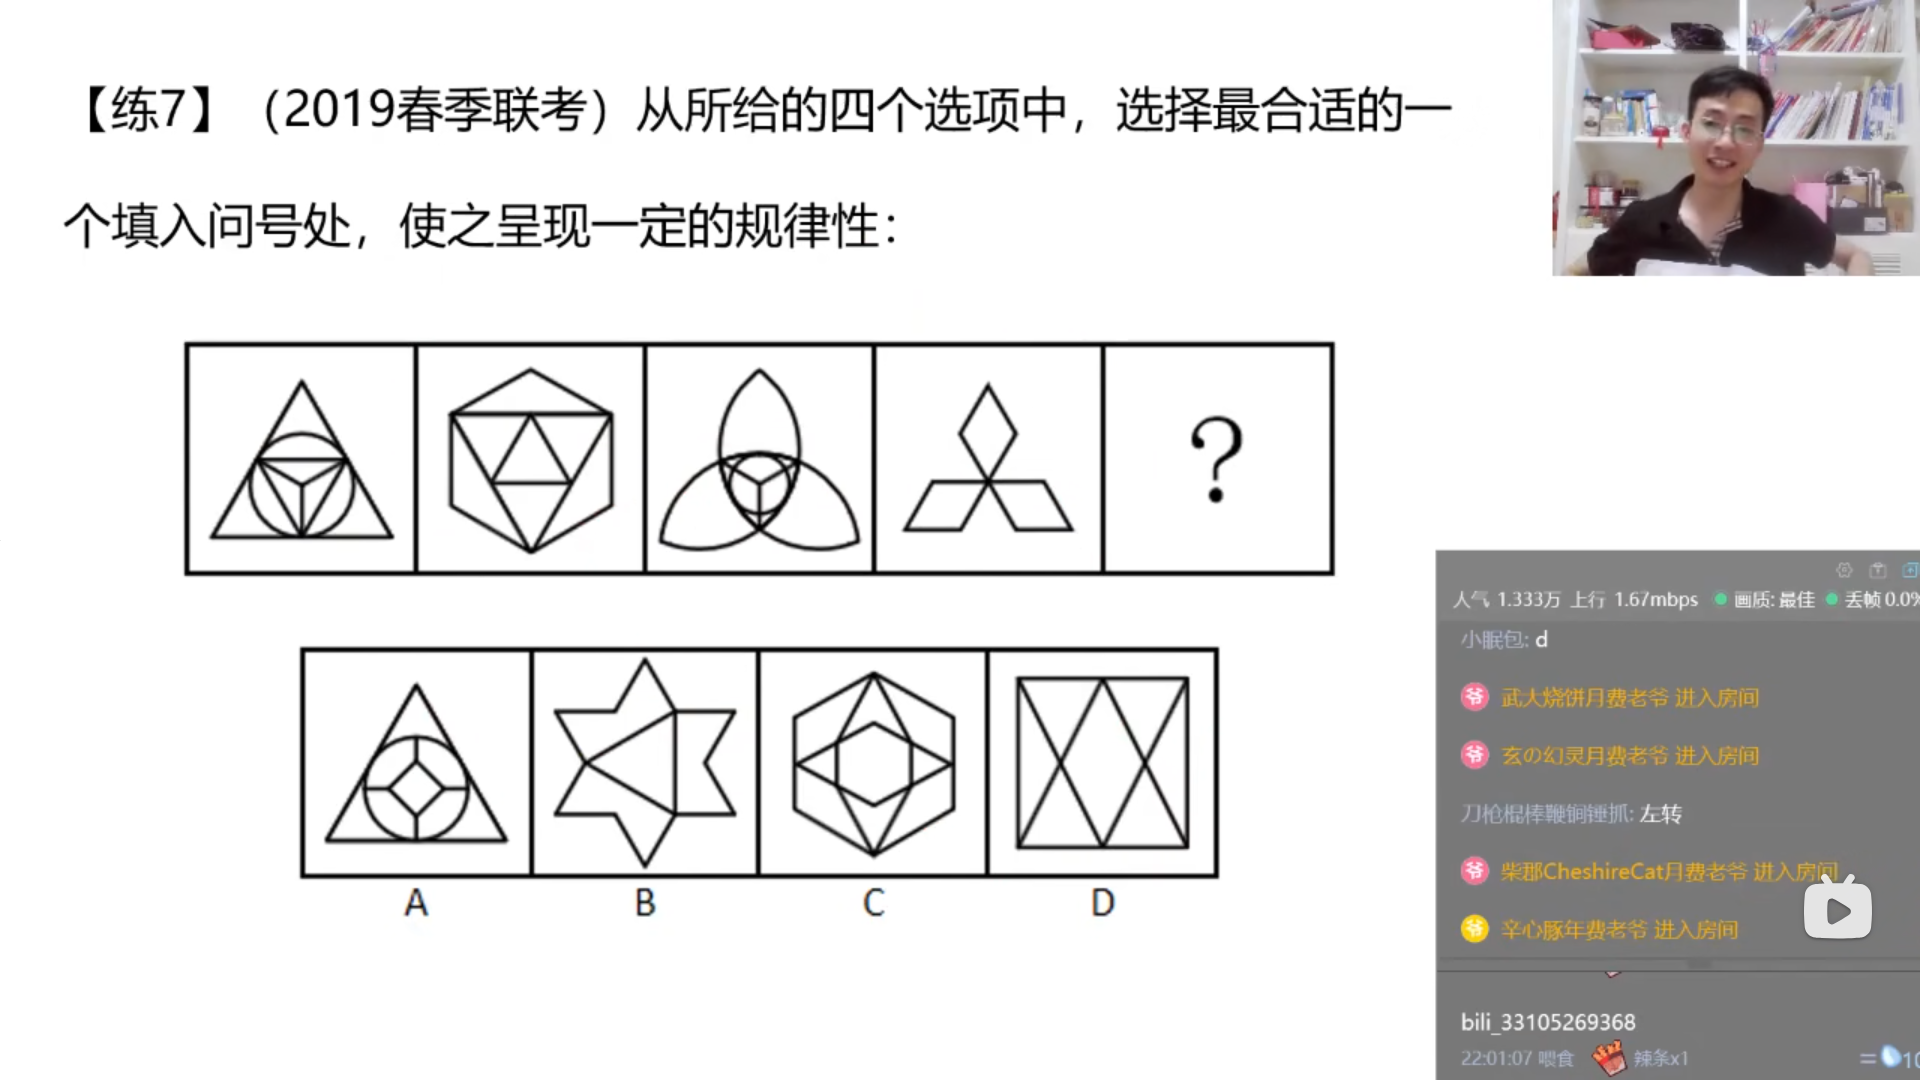 【练7】（2019春季联考）从所给的四个选项中，选择最合适的一
个填入问号处，使之呈现一定的规律性：
?
A B C D
人气 1.333万 上行 1.67mbps 画质: 最佳 丢帧 0.0%
小眠包: d
爷 武大烧饼月费老爷 进入房间
爷 玄の幻灵月费老爷 进入房间
刀枪棍棒鞭锏锤抓: 左转
爷 柴郡CheshireCat月费老爷 进入房间
爷 辛心豚年费老爷 进入房间
bili_33105269368
22:01:07 喂食 辣条x1